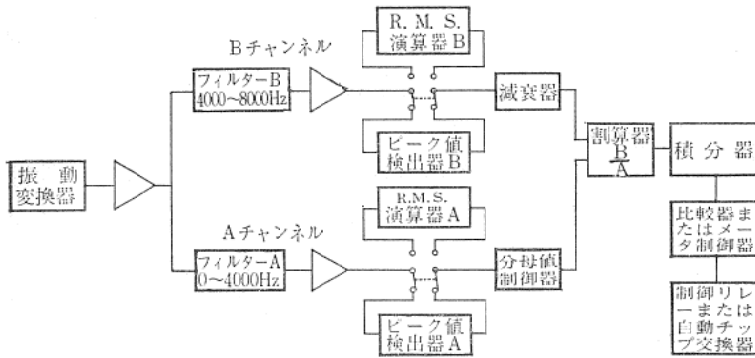 Bチャンネル
R. M. S.
演算器B
フィルターB
4000~8000Hz
減衰器
ピーク値
検出器B
割算器
B
A
積分器
振動
変換器
R.M.S.
演算器A
Aチャンネル
フィルターA
0~4000Hz
分母値
制御器
ピーク値
検出器A
比較器ま
たはメー
タ制御器
制御リレ
ーまたは
自動チッ
プ交換器